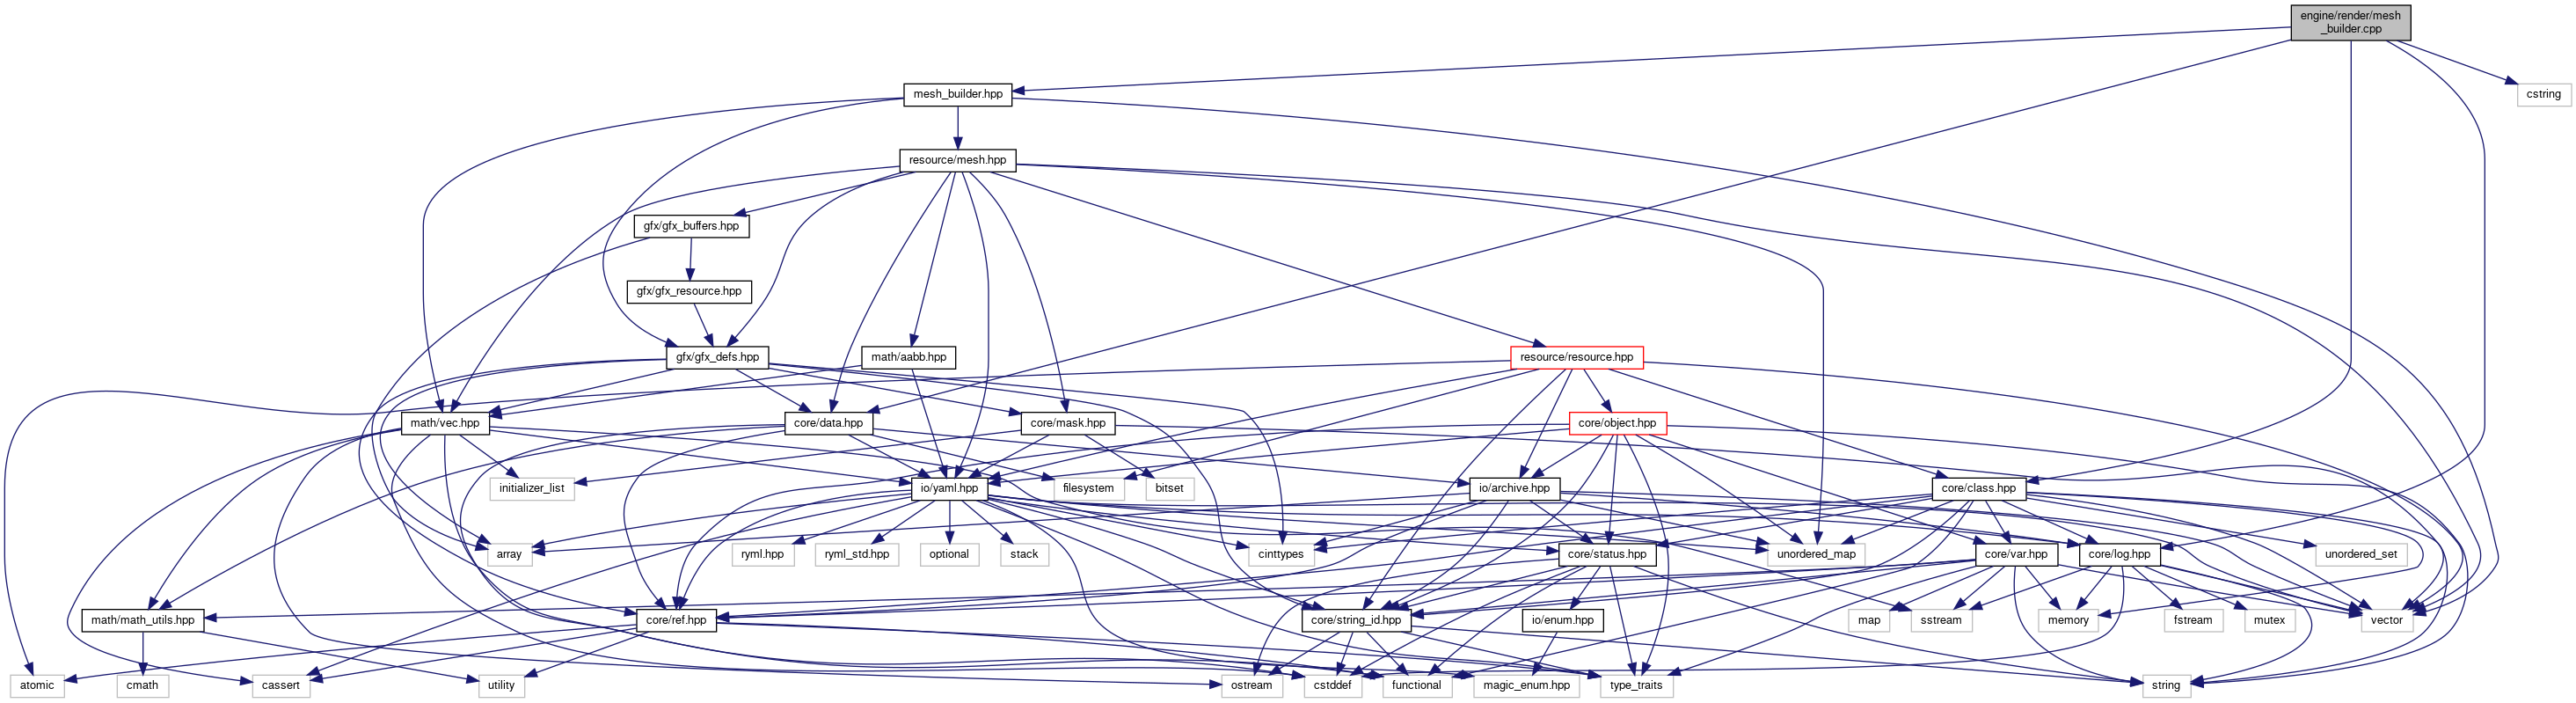 engine/render/mesh
_builder.cpp
mesh_builder.hpp
cstring
resource/mesh.hpp
gfx/gfx_buffers.hpp
gfx/gfx_resource.hpp
gfx/gfx_defs.hpp
math/aabb.hpp
resource/resource.hpp
math/vec.hpp
core/data.hpp
core/mask.hpp
core/object.hpp
initializer_list
io/yaml.hpp
filesystem
bitset
io/archive.hpp
core/class.hpp
array
ryml.hpp
ryml_std.hpp
optional
stack
cinttypes
core/status.hpp
unordered_map
core/var.hpp
core/log.hpp
unordered_set
math/math_utils.hpp
core/ref.hpp
core/string_id.hpp
io/enum.hpp
map
sstream
memory
fstream
mutex
vector
atomic
cmath
cassert
utility
ostream
cstddef
functional
magic_enum.hpp
type_traits
string